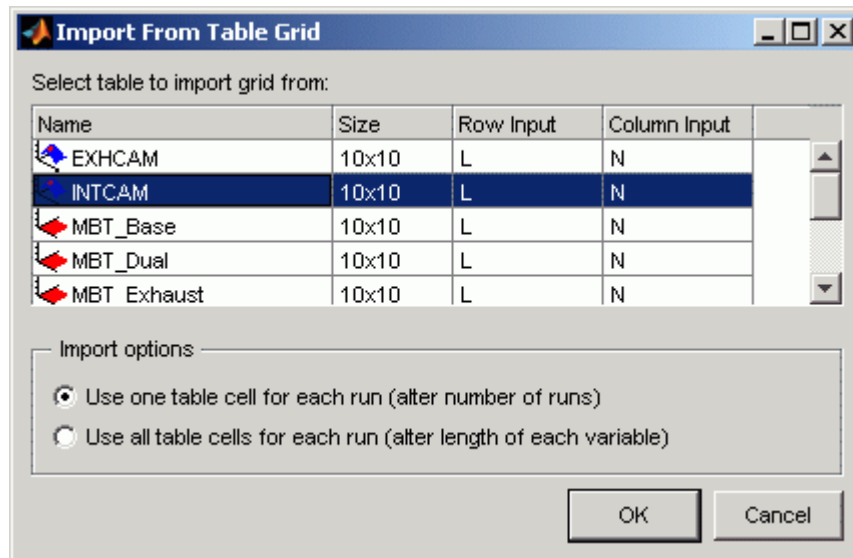 Import From Table Grid
Select table to import grid from:
Name Size Row Input Column Input
EXHCAM 10x10 L N
INTCAM 10x10 L N
MBT_Base 10x10 L N
MBT_Dual 10x10 L N
MBT_Exhaust 10x10 L N
Import options
Use one table cell for each run (alter number of runs)
Use all table cells for each run (alter length of each variable)
OK Cancel